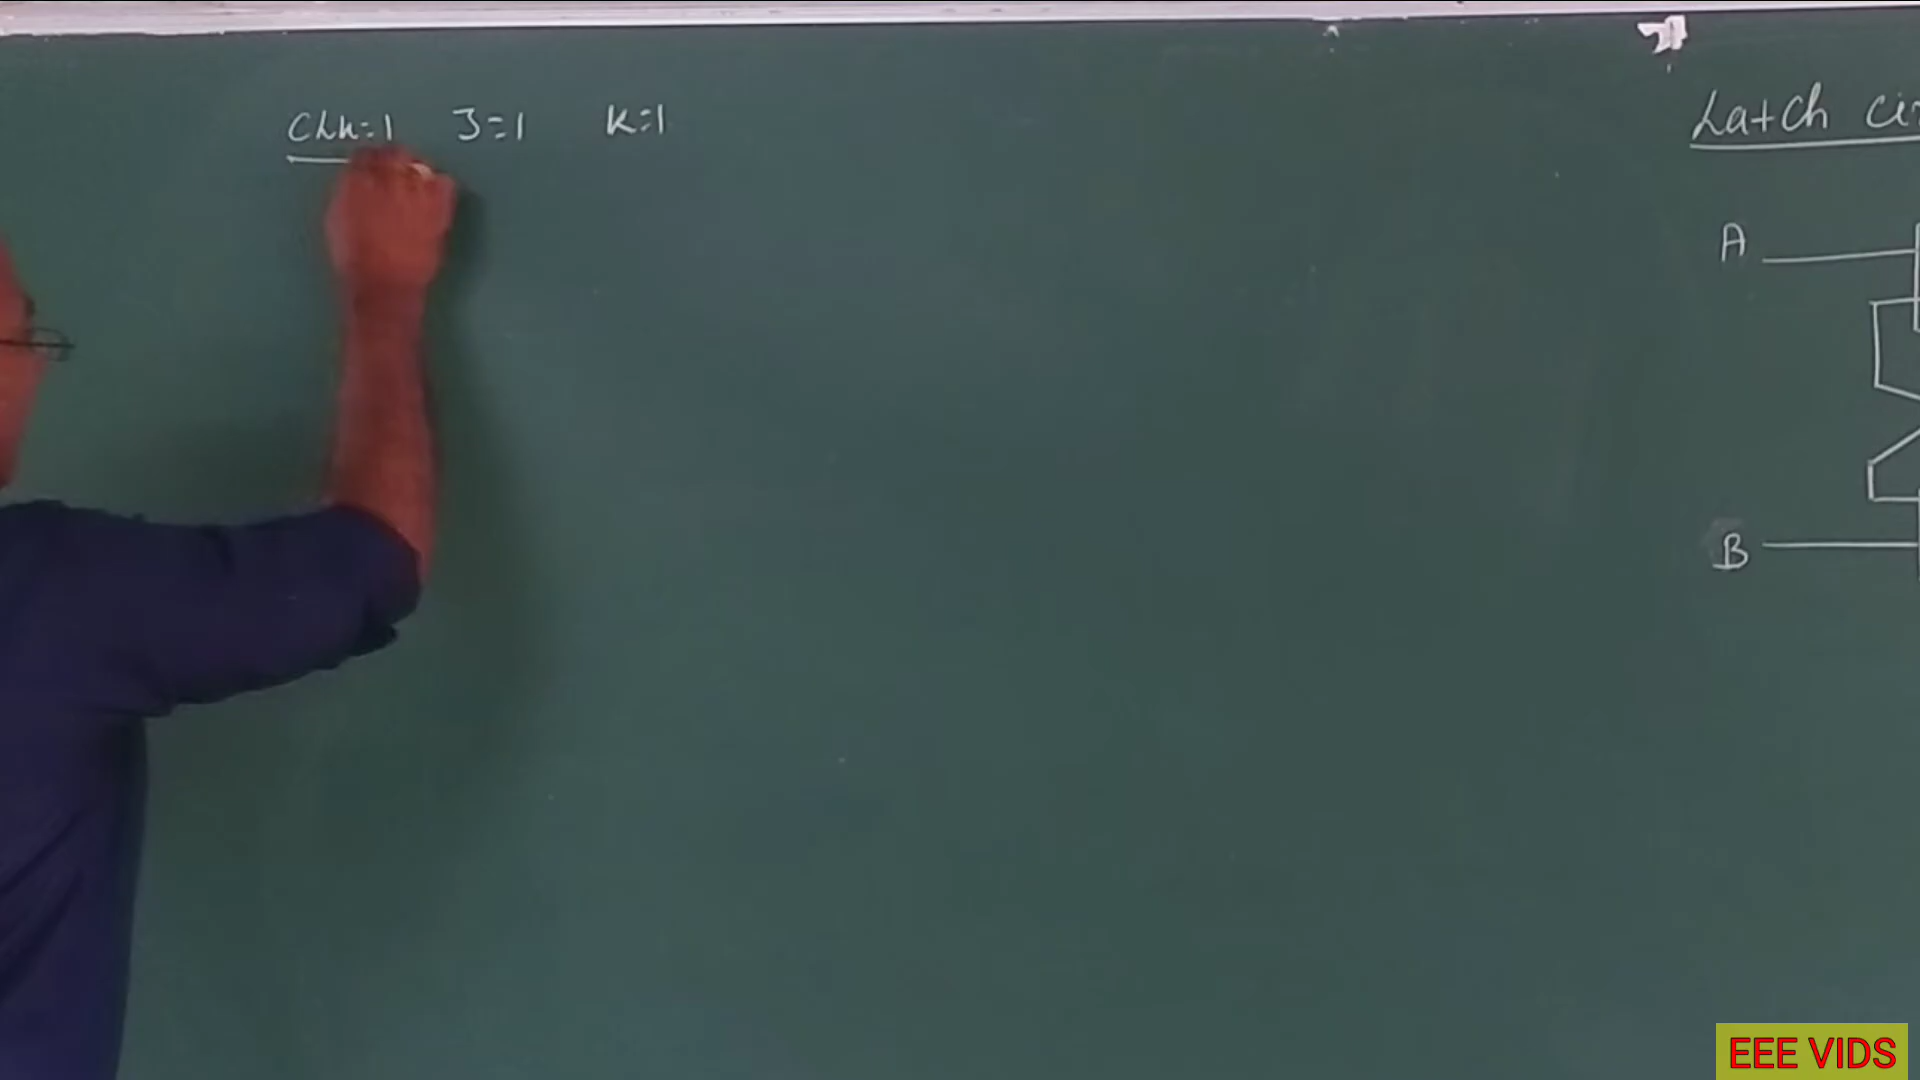 Clk=1 J=1 K=1
Latch Cir
A
B
EEE VIDS